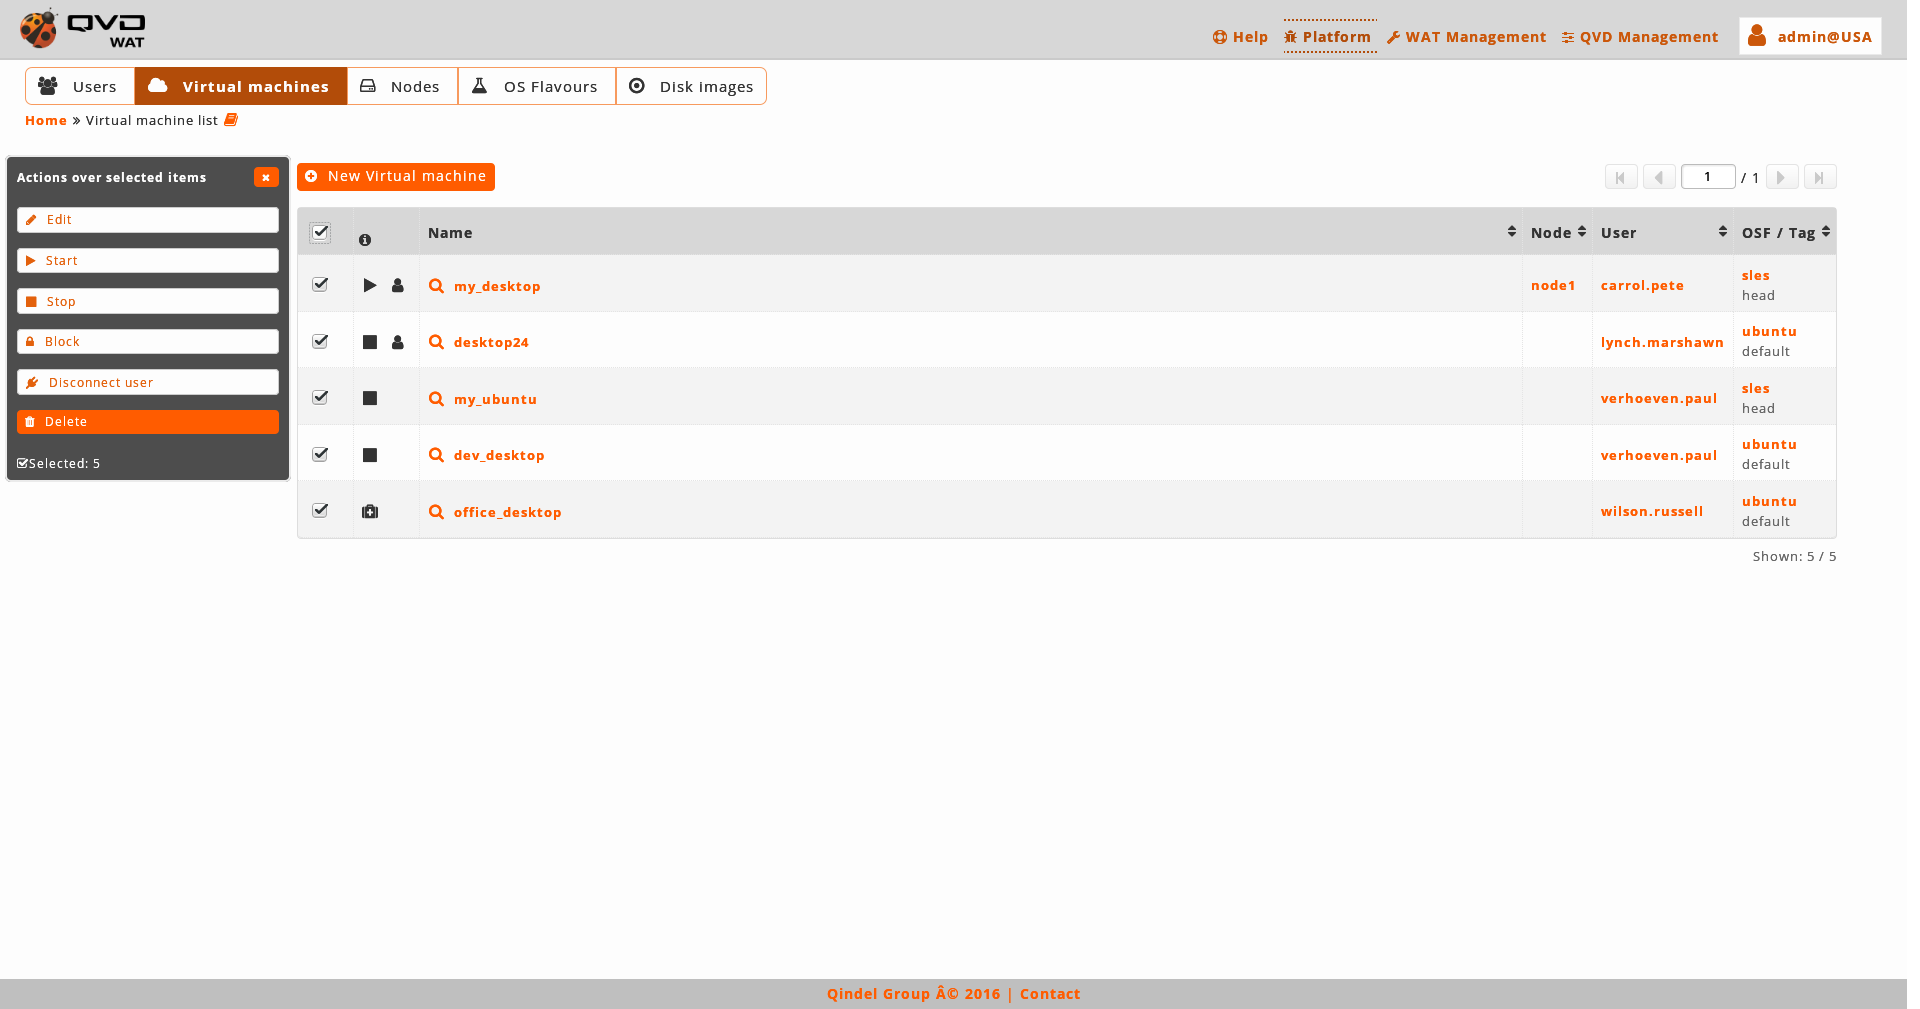 QVD
WAT
Help Platform WAT Management QVD Management admin@USA
Users Virtual machines Nodes OS Flavours Disk Images
Home » Virtual machine list
Actions over selected items
Edit
Start
Stop
Block
Disconnect user
Delete
Selected: 5
New Virtual machine
1 / 1
Name Node User OSF / Tag
my_desktop node1 carrol.pete sles
head
desktop24 lynch.marshawn ubuntu
default
my_ubuntu verhoeven.paul sles
head
dev_desktop verhoeven.paul ubuntu
default
office_desktop wilson.russell ubuntu
default
Shown: 5 / 5
Qindel Group Â© 2016 | Contact